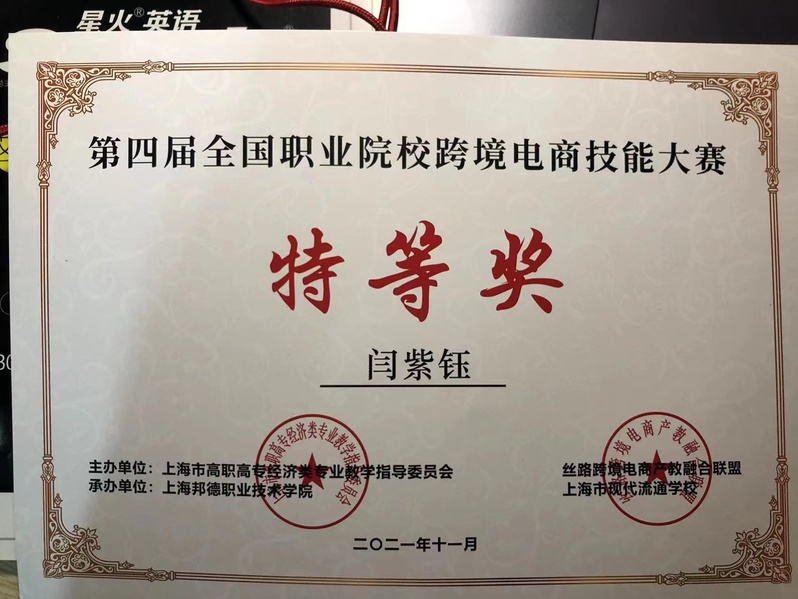 星火®英语
第四届全国职业院校跨境电商技能大赛
特等奖
闫紫钰
主办单位：上海市高职高专经济类专业教学指导委员会 丝路跨境电商产教融合联盟
承办单位：上海邦德职业技术学院 上海市现代流通学校
二〇二一年十一月